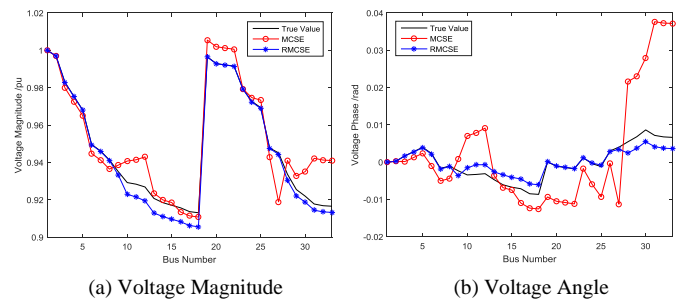 True Value
MCSE
RMCSE
Voltage Magnitude /pu
1
0.98
0.96
0.94
0.92
0.9
5
10
15
20
25
30
Bus Number
(a) Voltage Magnitude
True Value
MCSE
RMCSE
Voltage Phase /rad
0.04
0.03
0.02
0.01
0
-0.01
-0.02
5
10
15
20
25
30
Bus Number
(b) Voltage Angle